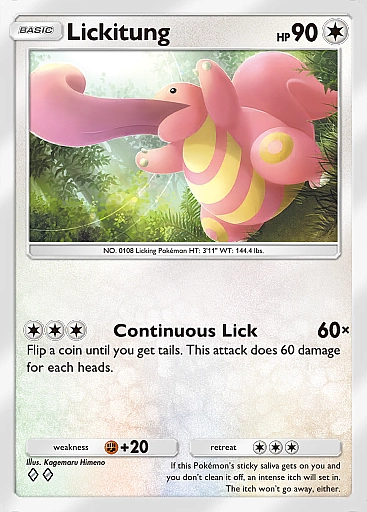 BASIC Lickitung HP 90
NO. 0108 Licking Pokémon HT: 3'11" WT: 144.4 lbs.
Continuous Lick 60×
Flip a coin until you get tails. This attack does 60 damage
for each heads.
weakness +20 retreat
Illus. Kagemaru Himeno
If this Pokémon's sticky saliva gets on you and
you don't clean it off, an intense itch will set in.
The itch won't go away, either.